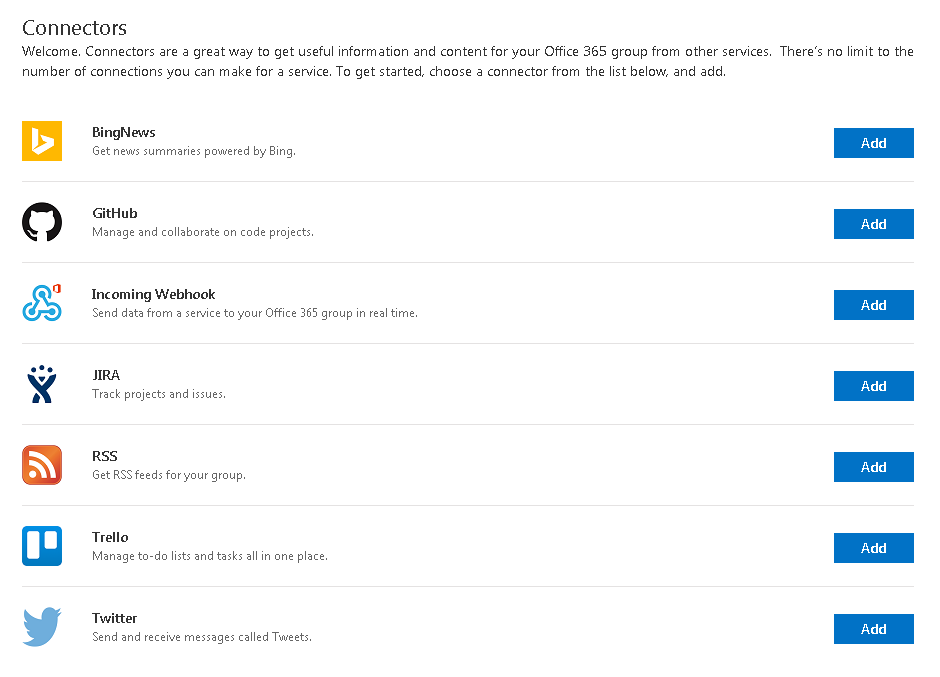 Connectors
Welcome. Connectors are a great way to get useful information and content for your Office 365 group from other services.  There's no limit to the
number of connections you can make for a service. To get started, choose a connector from the list below, and add.
BingNews
Get news summaries powered by Bing.
Add
GitHub
Manage and collaborate on code projects.
Add
Incoming Webhook
Send data from a service to your Office 365 group in real time.
Add
JIRA
Track projects and issues.
Add
RSS
Get RSS feeds for your group.
Add
Trello
Manage to-do lists and tasks all in one place.
Add
Twitter
Send and receive messages called Tweets.
Add